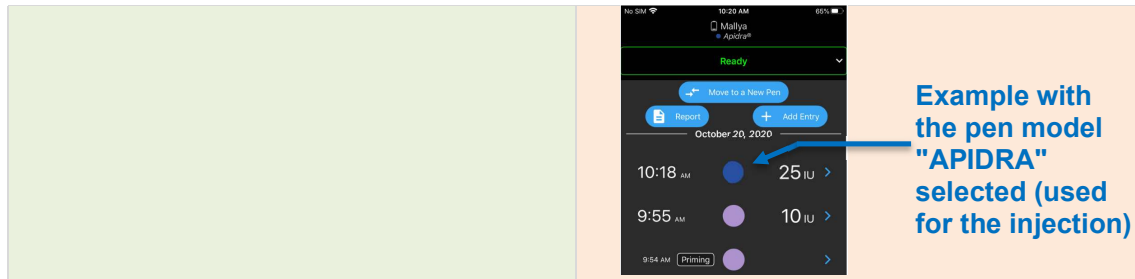 No SIM 10:20 AM 65%
Mallya
Apidra®
Ready
Move to a New Pen
Report + Add Entry
October 20, 2020
10:18 AM 25 IU >
9:55 AM 10 IU >
9:54 AM Priming >
Example with
the pen model
"APIDRA"
selected (used
for the injection)